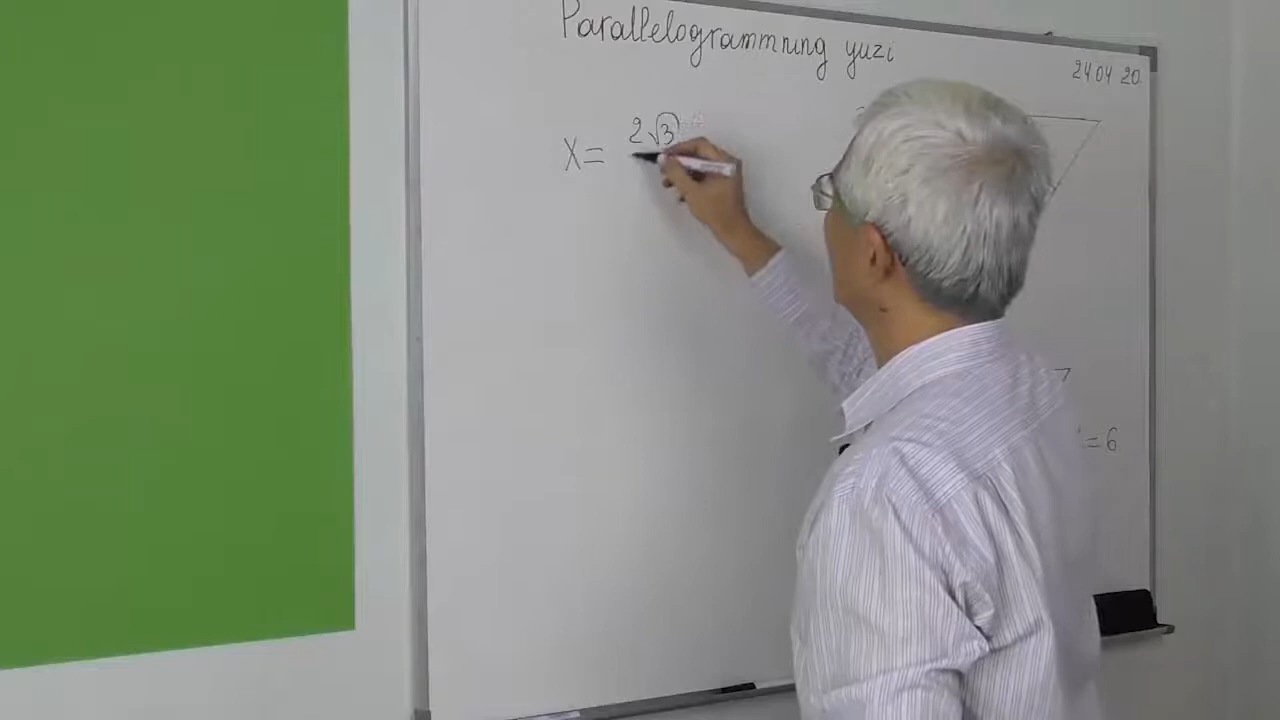 Parallelogrammning yuzi
24.04 20
X = 2√3
= 6